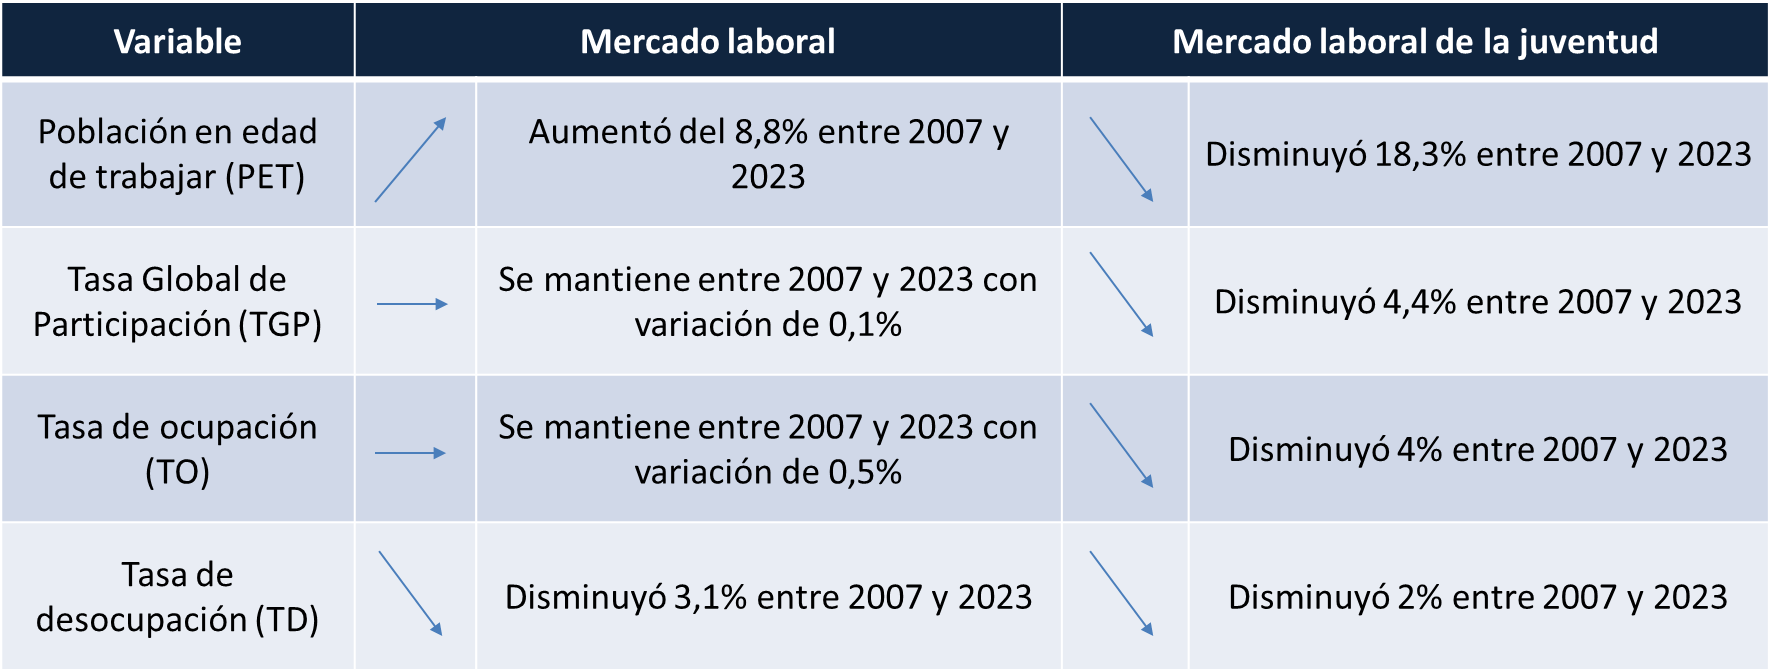 Variable
Mercado laboral
Mercado laboral de la juventud
Población en edad
de trabajar (PET)
Aumentó del 8,8% entre 2007 y
2023
Disminuyó 18,3% entre 2007 y 2023
Tasa Global de
Participación (TGP)
Se mantiene entre 2007 y 2023 con
variación de 0,1%
Disminuyó 4,4% entre 2007 y 2023
Tasa de ocupación
(TO)
Se mantiene entre 2007 y 2023 con
variación de 0,5%
Disminuyó 4% entre 2007 y 2023
Tasa de
desocupación (TD)
Disminuyó 3,1% entre 2007 y 2023
Disminuyó 2% entre 2007 y 2023